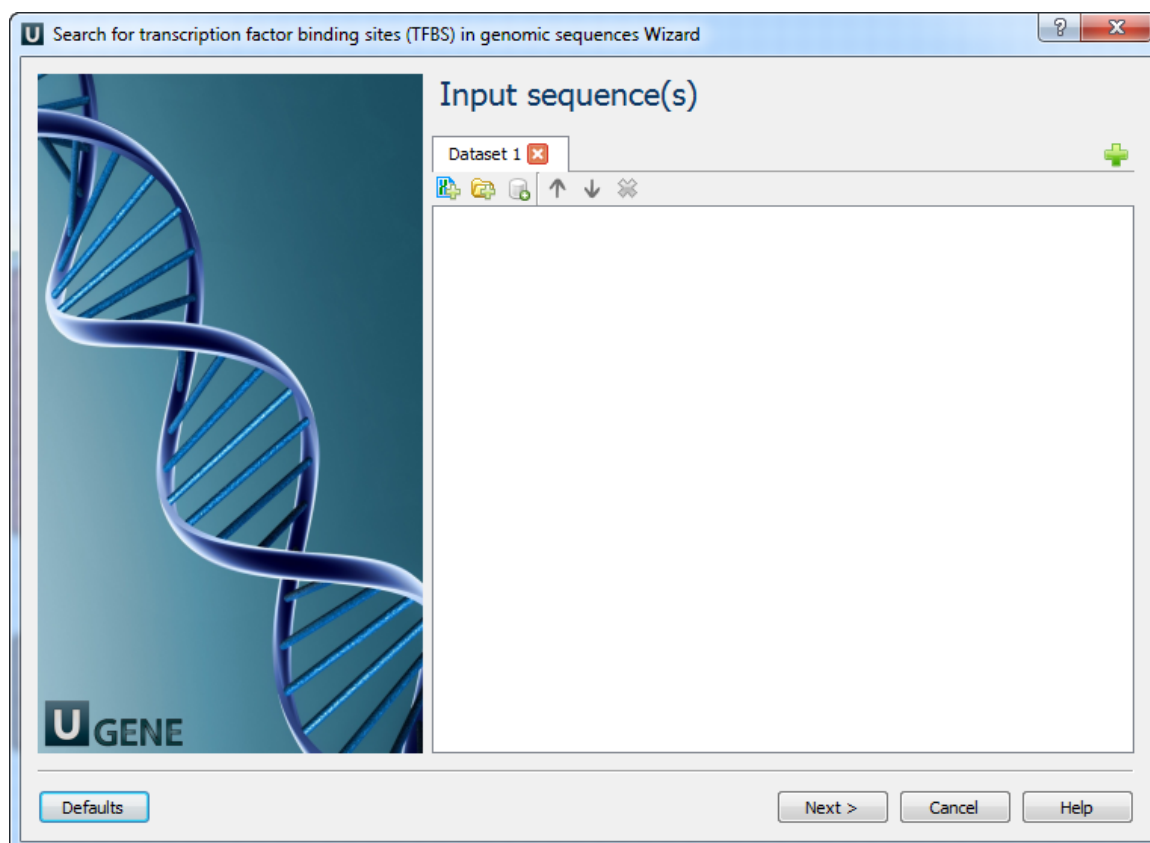 U Search for transcription factor binding sites (TFBS) in genomic sequences Wizard
?
Input sequence(s)
Dataset 1
U GENE
Defaults
Next >
Cancel
Help